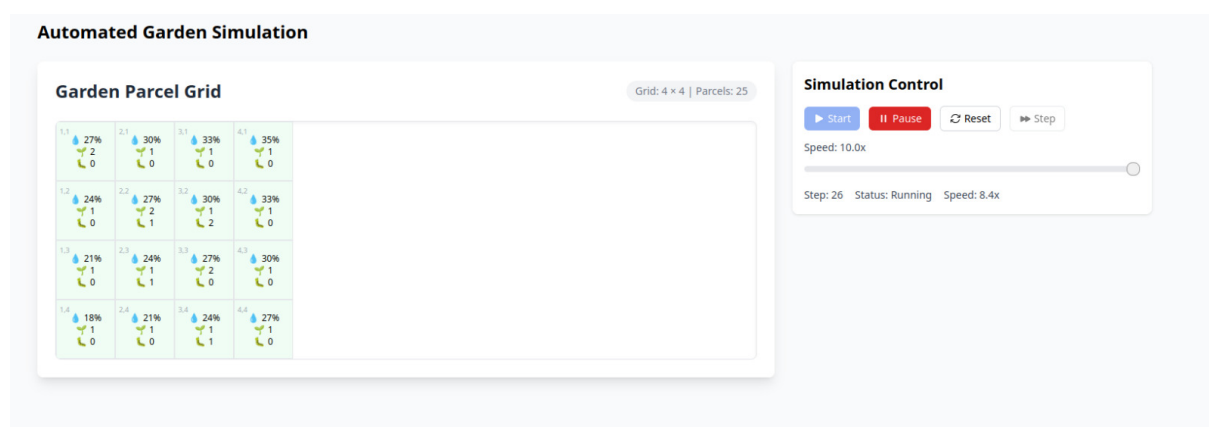 Automated Garden Simulation
Garden Parcel Grid
Grid: 4 × 4 | Parcels: 25
1,1 27% 2 0
2,1 30% 1 0
3,1 33% 1 0
4,1 35% 1 0
1,2 24% 1 0
2,2 27% 2 1
3,2 30% 1 2
4,2 33% 1 0
1,3 21% 1 0
2,3 24% 1 1
3,3 27% 2 0
4,3 30% 1 0
1,4 18% 1 0
2,4 21% 1 0
3,4 24% 1 1
4,4 27% 1 0
Simulation Control
Start
Pause
Reset
Step
Speed: 10.0x
Step: 26 Status: Running Speed: 8.4x